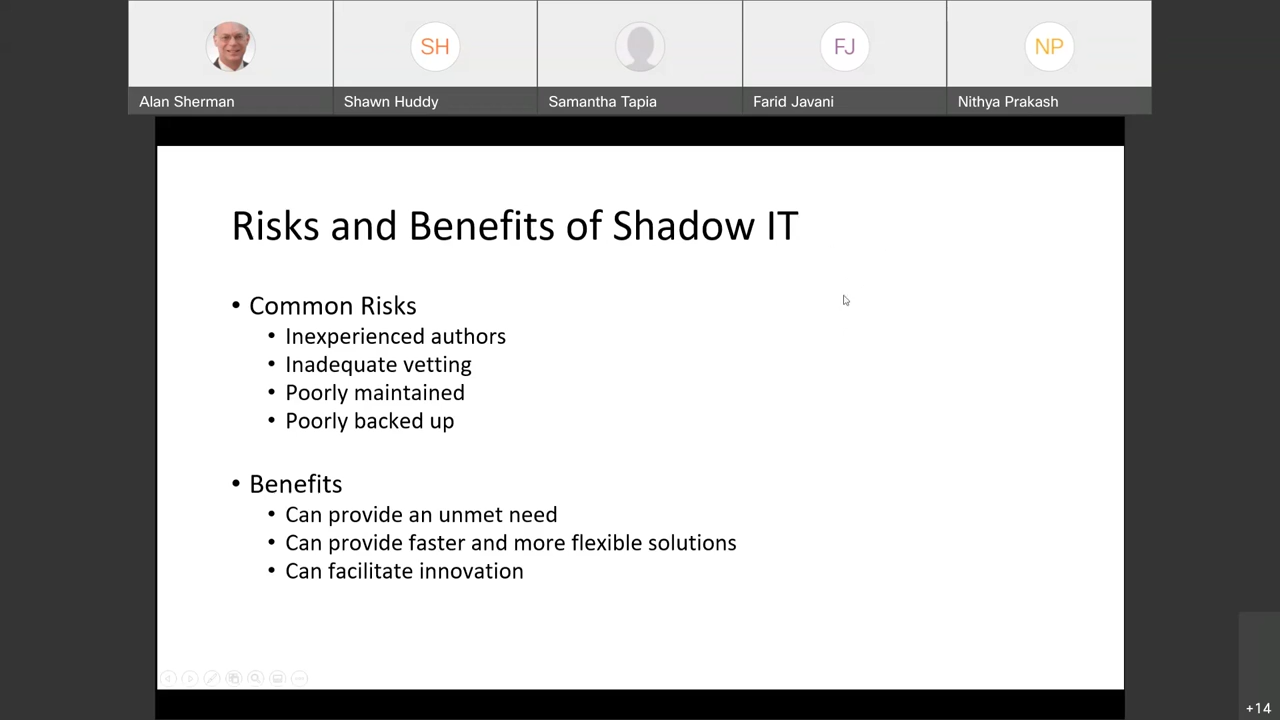 SH
FJ
NP
Alan Sherman
Shawn Huddy
Samantha Tapia
Farid Javani
Nithya Prakash
Risks and Benefits of Shadow IT
• Common Risks
• Inexperienced authors
• Inadequate vetting
• Poorly maintained
• Poorly backed up
• Benefits
• Can provide an unmet need
• Can provide faster and more flexible solutions
• Can facilitate innovation
+14